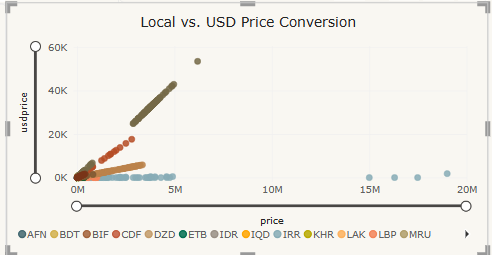 Local vs. USD Price Conversion
60K
40K
20K
0K
usdprice
0M 5M 15M 20M
price
AFN BDT BIF CDF DZD ETB IDR IQD IRR KHR LAK LBP MRU